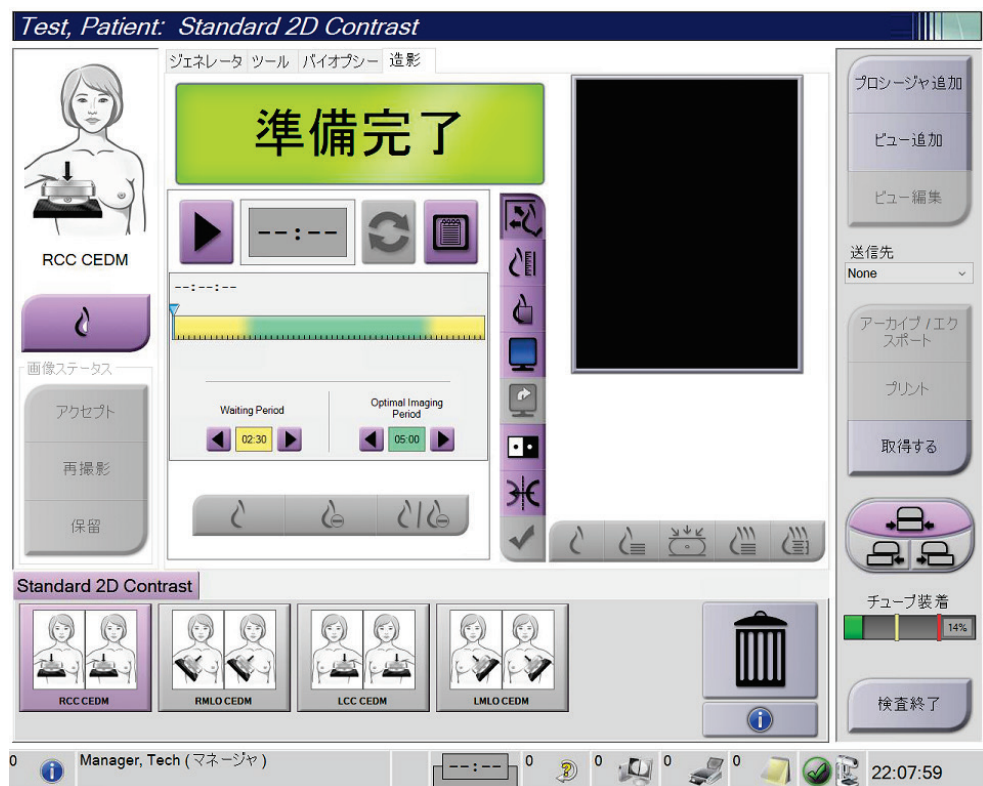 Test, Patient: Standard 2D Contrast
ジェネレータ ツール バイオプシー 造影
準備完了
--:--
--:--:--
Waiting Period
Optimal Imaging
Period
02:30
05:00
RCC CEDM
画像ステータス
アクセプト
再撮影
保留
プロシージャ追加
ビュー追加
ビュー編集
送信先
None
アーカイブ / エク
スポート
プリント
取得する
チューブ装着
14%
検査終了
Standard 2D Contrast
RCC CEDM
RMLO CEDM
LCC CEDM
LMLO CEDM
0
Manager, Tech ( マネージャ )
--:--
0
0
0
0
22:07:59